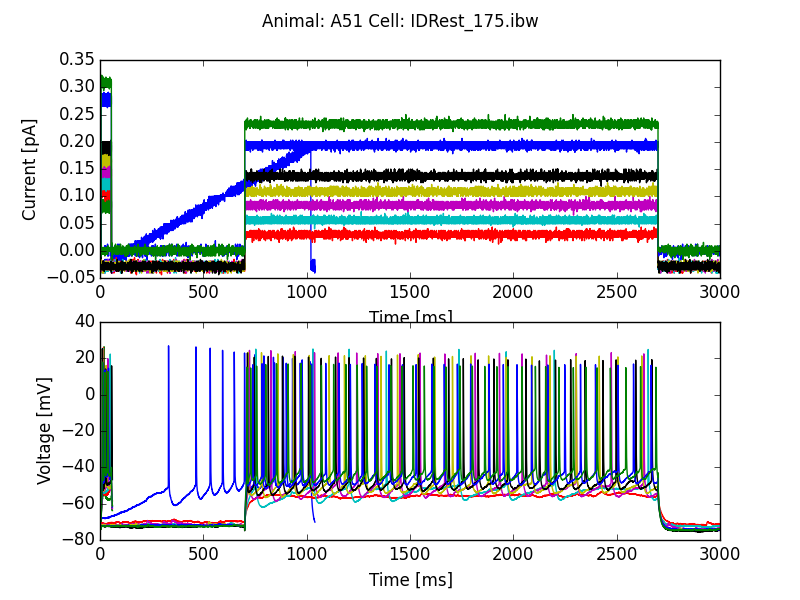 Animal: A51 Cell: IDRest_175.ibw
0.35
0.30
0.25
0.20
0.15
0.10
0.05
0.00
−0.05
Current [pA]
0 500 1000 1500 2000 2500 3000
Time [ms]
40
20
0
−20
−40
−60
−80
Voltage [mV]
0 500 1000 1500 2000 2500 3000
Time [ms]